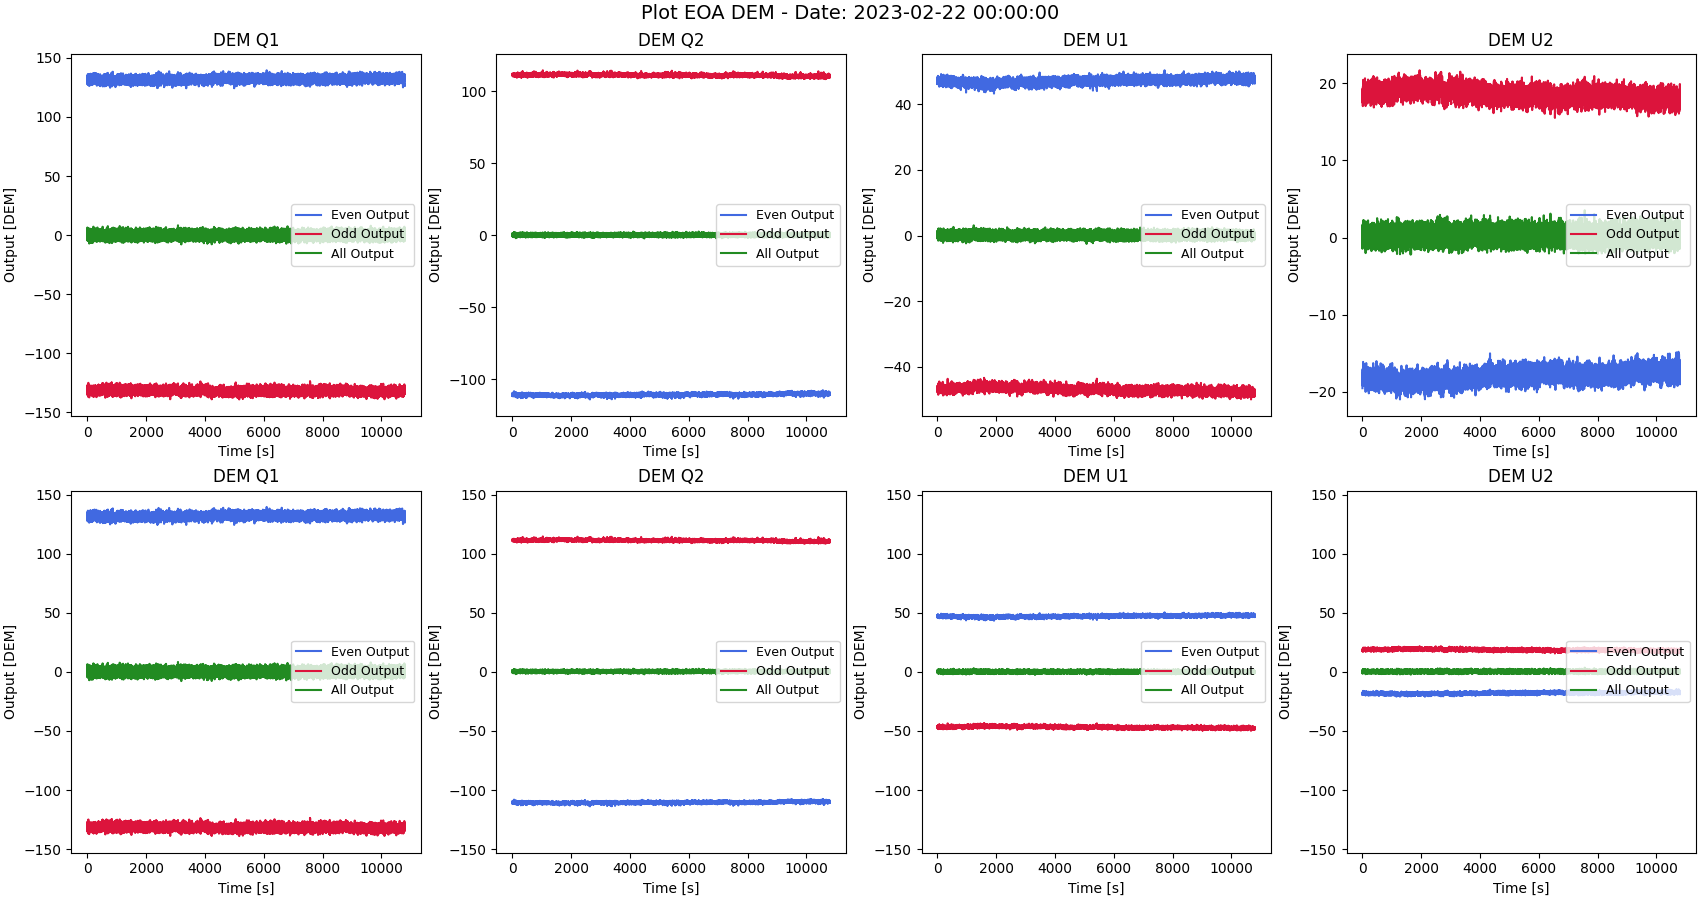 Plot EOA DEM - Date: 2023-02-22 00:00:00
DEM Q1
DEM Q2
DEM U1
DEM U2
Output [DEM]
150
100
50
0
−50
−100
−150
Even Output
Odd Output
All Output
0 2000 4000 6000 8000 10000
Time [s]
Output [DEM]
100
50
0
−50
−100
Even Output
Odd Output
All Output
0 2000 4000 6000 8000 10000
Time [s]
Output [DEM]
40
20
0
−20
−40
Even Output
Odd Output
All Output
0 2000 4000 6000 8000 10000
Time [s]
Output [DEM]
20
10
0
−10
−20
Even Output
Odd Output
All Output
0 2000 4000 6000 8000 10000
Time [s]
DEM Q1
DEM Q2
DEM U1
DEM U2
Output [DEM]
150
100
50
0
−50
−100
−150
Even Output
Odd Output
All Output
0 2000 4000 6000 8000 10000
Time [s]
Output [DEM]
150
100
50
0
−50
−100
−150
Even Output
Odd Output
All Output
0 2000 4000 6000 8000 10000
Time [s]
Output [DEM]
150
100
50
0
−50
−100
−150
Even Output
Odd Output
All Output
0 2000 4000 6000 8000 10000
Time [s]
Output [DEM]
150
100
50
0
−50
−100
−150
Even Output
Odd Output
All Output
0 2000 4000 6000 8000 10000
Time [s]